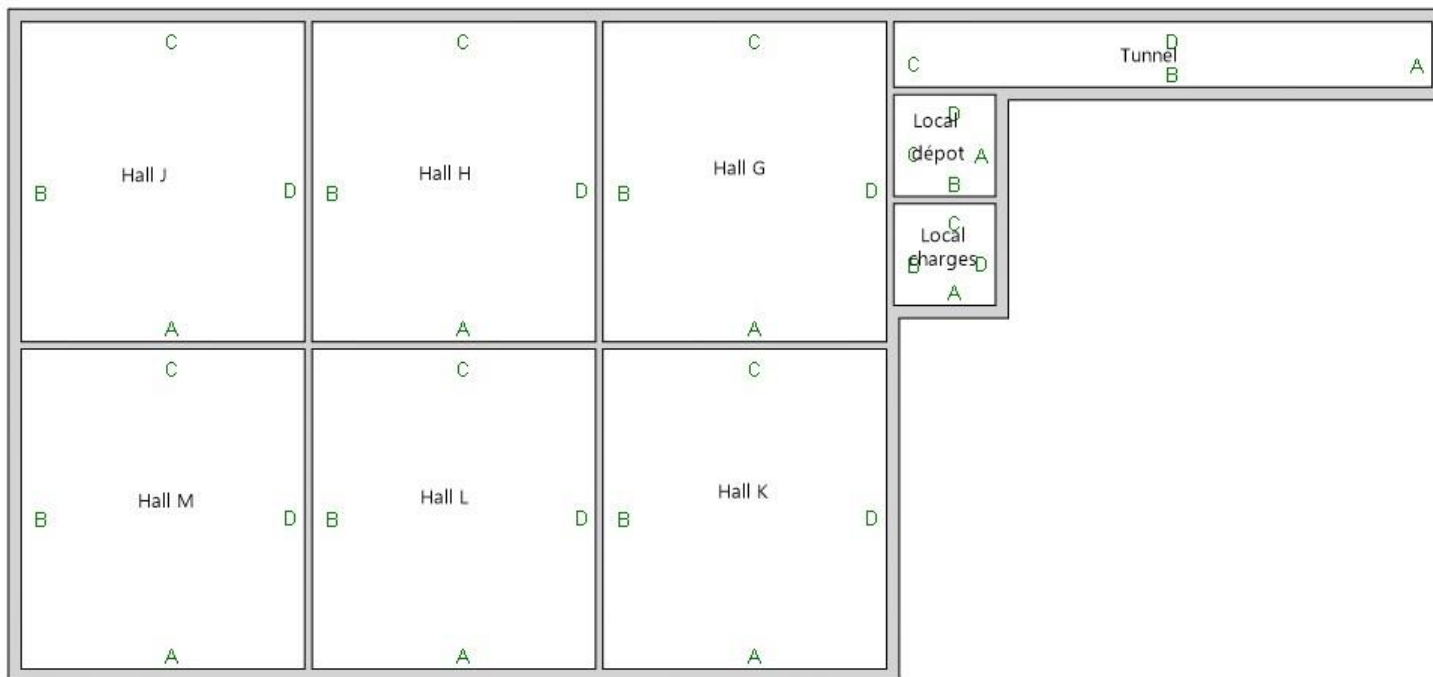 C C C D
C Tunnel A
B
Local D
C dépot A
B
Hall J Hall H Hall G
B D B D B D
C
Local
B charges D
A
A A A
C C C
Hall M Hall L Hall K
B D B D B D
A A A